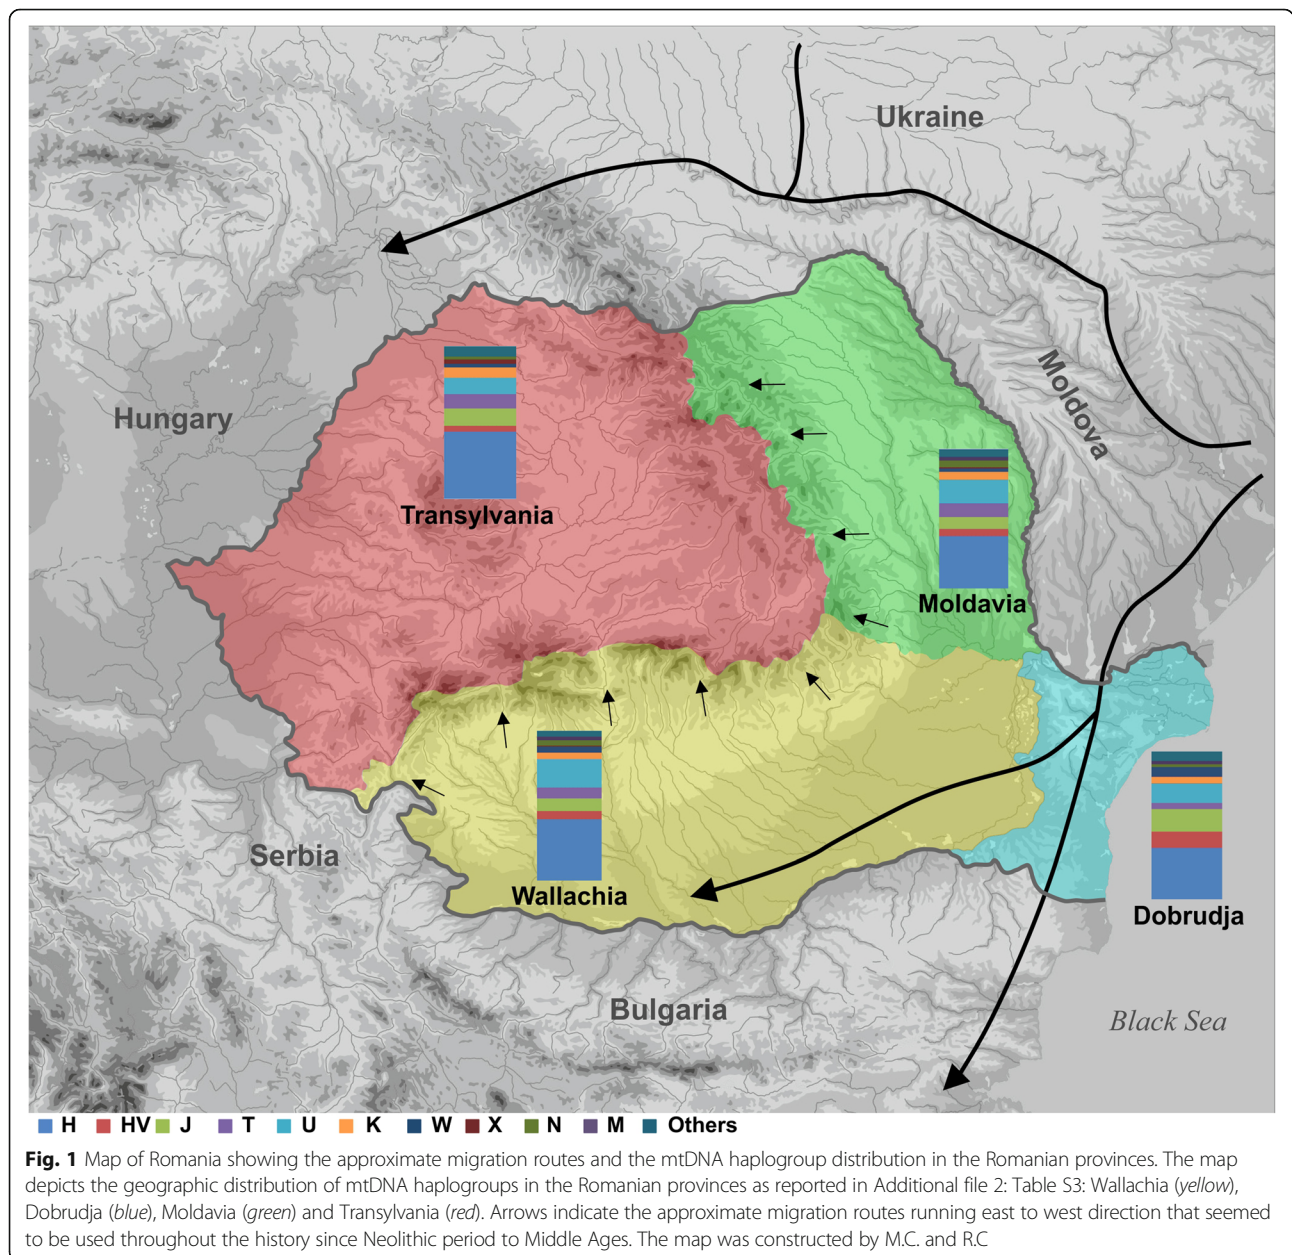 Ukraine
Moldova
Hungary
Transylvania
Moldavia
Serbia
Wallachia
Dobrudja
Bulgaria
Black Sea
H HV J T U K W X N M Others
Fig. 1 Map of Romania showing the approximate migration routes and the mtDNA haplogroup distribution in the Romanian provinces. The map
depicts the geographic distribution of mtDNA haplogroups in the Romanian provinces as reported in Additional file 2: Table S3: Wallachia (yellow),
Dobrudja (blue), Moldavia (green) and Transylvania (red). Arrows indicate the approximate migration routes running east to west direction that seemed
to be used throughout the history since Neolithic period to Middle Ages. The map was constructed by M.C. and R.C